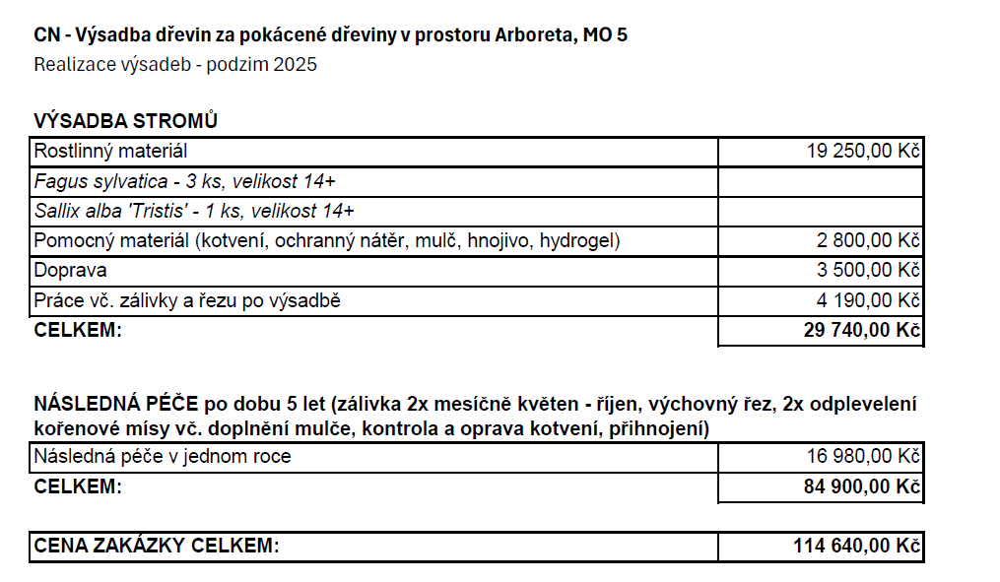 CN - Výsadba dřevin za pokácené dřeviny v prostoru Arboreta, MO 5
Realizace výsadeb - podzim 2025
VÝSADBA STROMŮ
Rostlinný materiál 19 250,00 Kč
Fagus sylvatica - 3 ks, velikost 14+
Sallix alba 'Tristis' - 1 ks, velikost 14+
Pomocný materiál (kotvení, ochranný nátěr, mulč, hnojivo, hydrogel) 2 800,00 Kč
Doprava 3 500,00 Kč
Práce vč. zálivky a řezu po výsadbě 4 190,00 Kč
CELKEM: 29 740,00 Kč
NÁSLEDNÁ PÉČE po dobu 5 let (zálivka 2x mesíčně květen - říjen, výchovný řez, 2x odplevelení
kořenové mísy vč. doplnění mulče, kontrola a oprava kotvení, přihnojení)
Následná péče v jednom roce 16 980,00 Kč
CELKEM: 84 900,00 Kč
CENA ZAKÁZKY CELKEM: 114 640,00 Kč